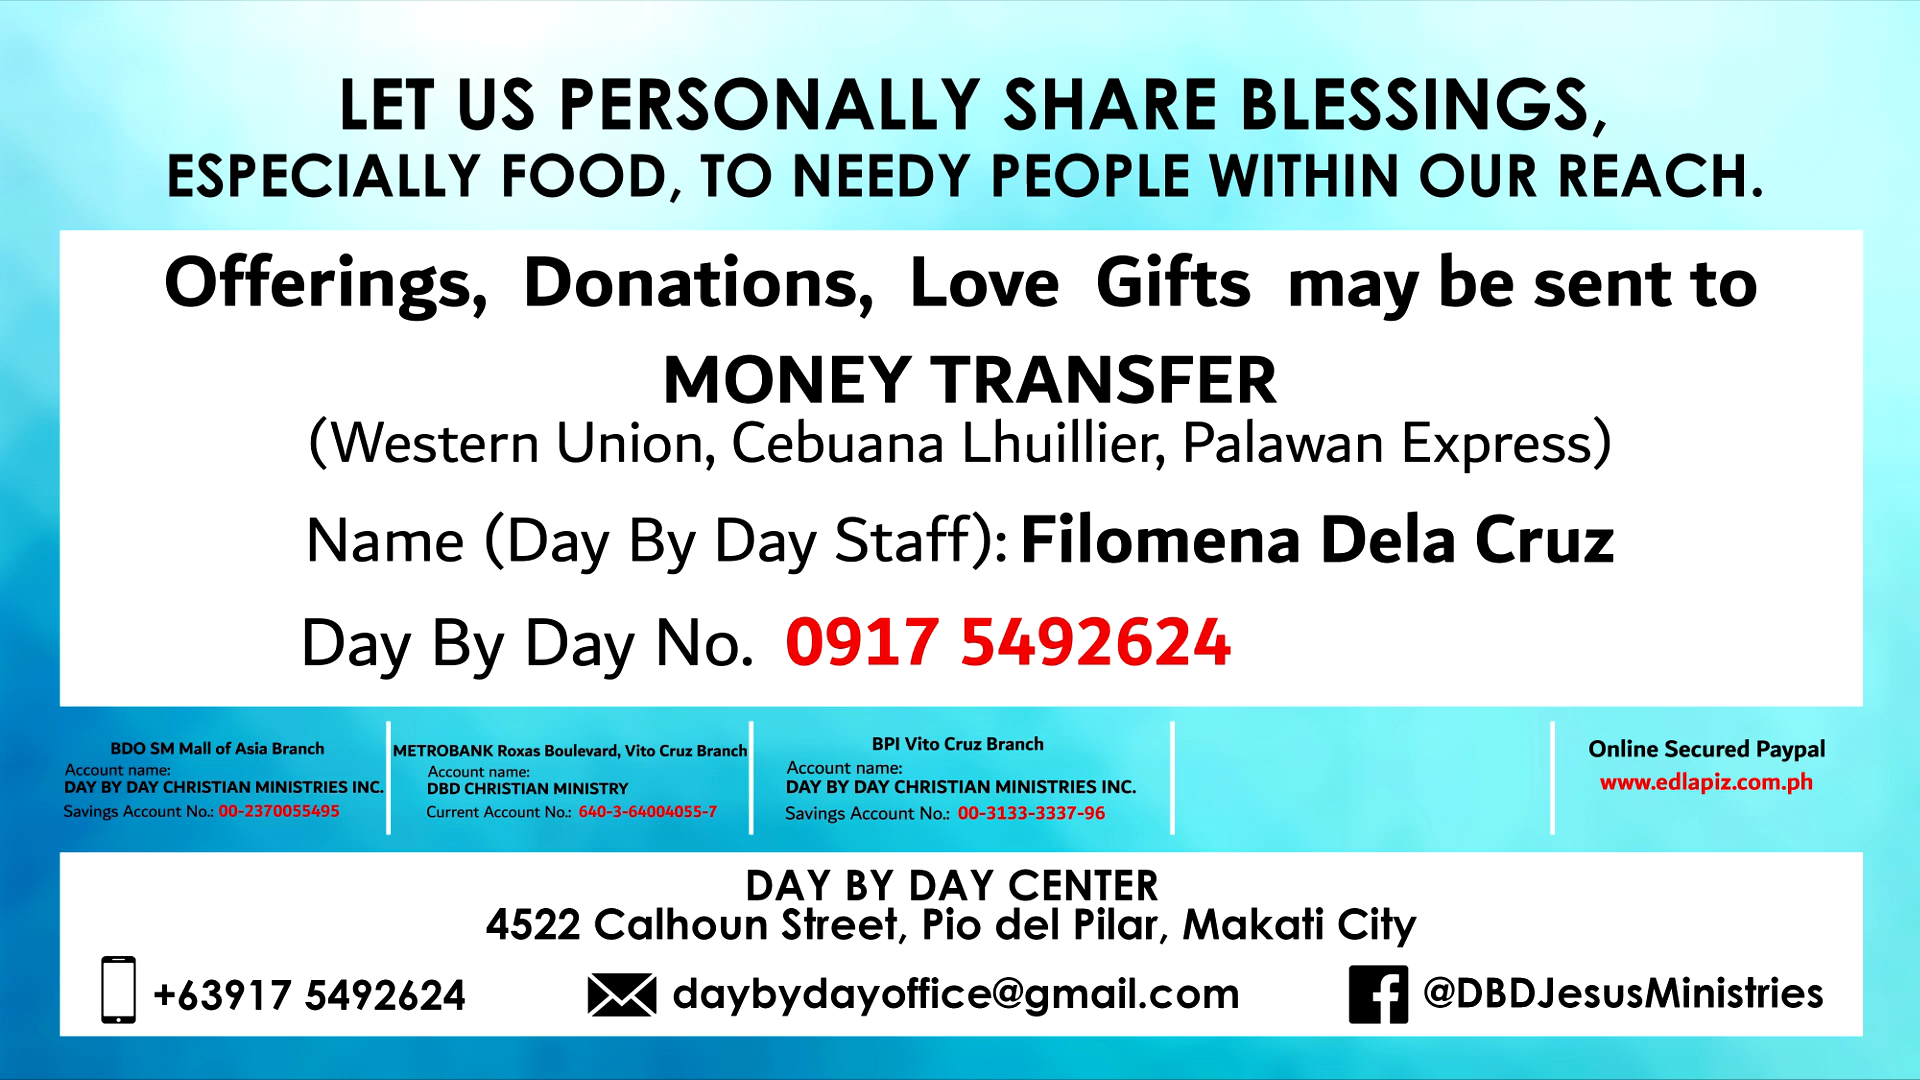 LET US PERSONALLY SHARE BLESSINGS,
ESPECIALLY FOOD, TO NEEDY PEOPLE WITHIN OUR REACH.
Offerings, Donations, Love Gifts may be sent to
MONEY TRANSFER
(Western Union, Cebuana Lhuillier, Palawan Express)
Name (Day By Day Staff): Filomena Dela Cruz
Day By Day No. 0917 5492624
BDO SM Mall of Asia Branch
Account name:
DAY BY DAY CHRISTIAN MINISTRIES INC.
Savings Account No.: 00-2370055495
METROBANK Roxas Boulevard, Vito Cruz Branch
Account name:
DBD CHRISTIAN MINISTRY
Current Account No.: 640-3-64004055-7
BPI Vito Cruz Branch
Account name:
DAY BY DAY CHRISTIAN MINISTRIES INC.
Savings Account No.: 00-3133-3337-96
Online Secured Paypal
www.edlapiz.com.ph
DAY BY DAY CENTER
4522 Calhoun Street, Pio del Pilar, Makati City
+63917 5492624
daybydayoffice@gmail.com
@DBDJesusMinistries